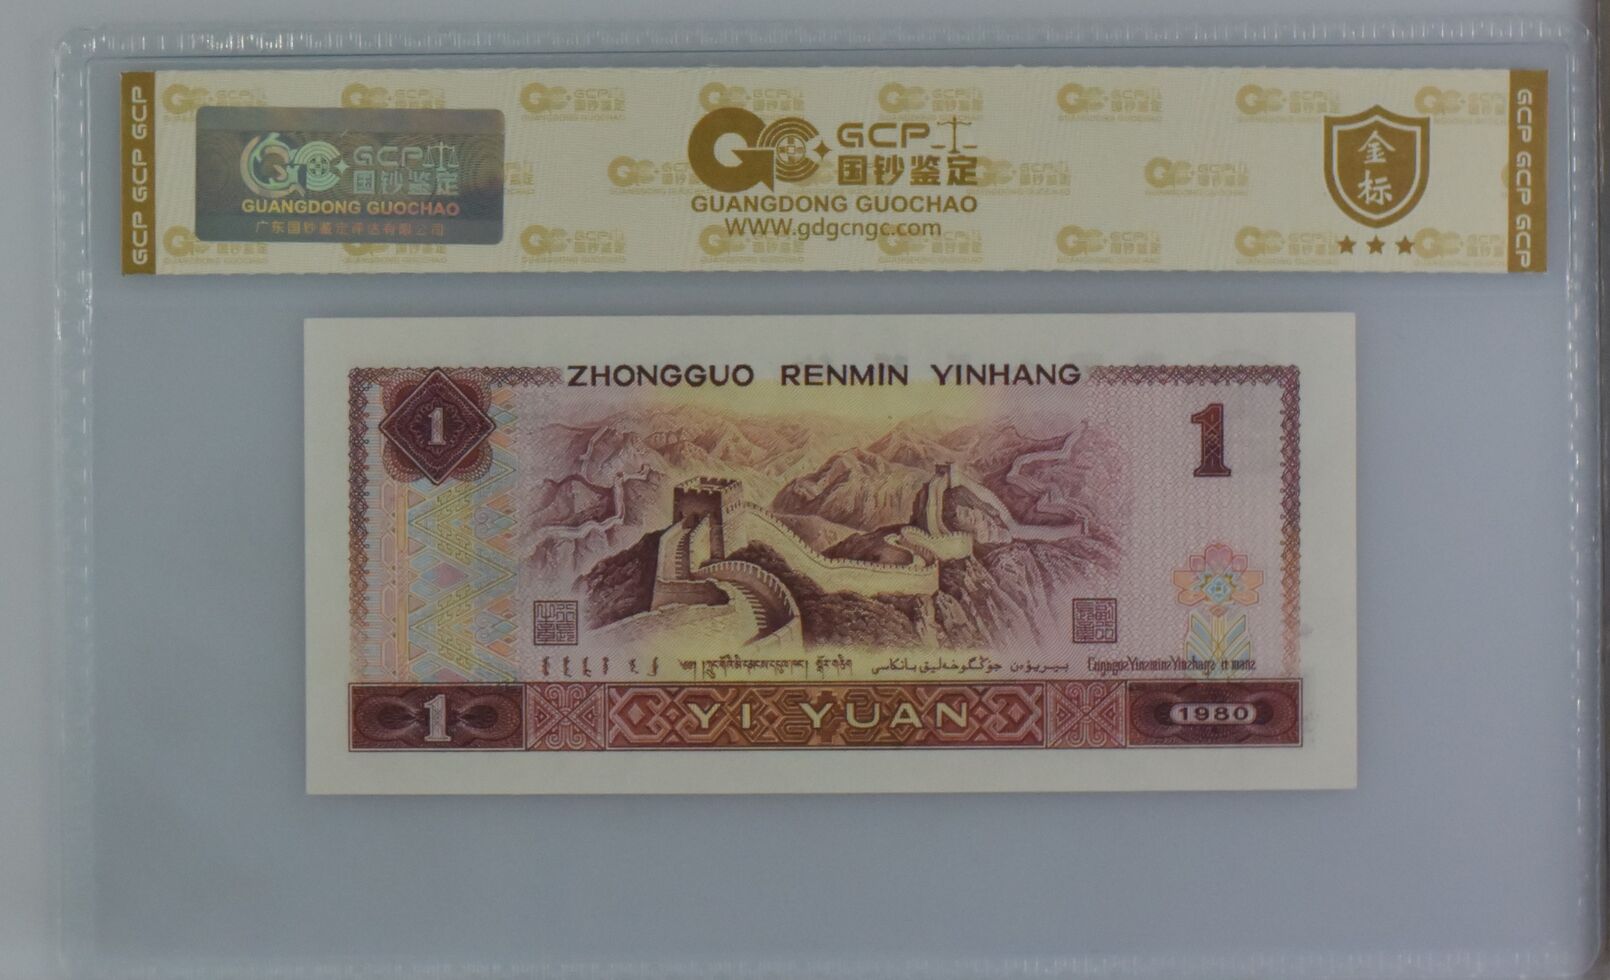 GCP GCP GCP
GCP
国钞鉴定
GUANGDONG GUOCHAO
广东国钞鉴定评估有限公司
GCP
国钞鉴定
GUANGDONG GUOCHAO
WWW.gdgcngc.com
金标
GCP GCP GCP
ZHONGGUO RENMIN YINHANG
1
1
1
YI YUAN
1980